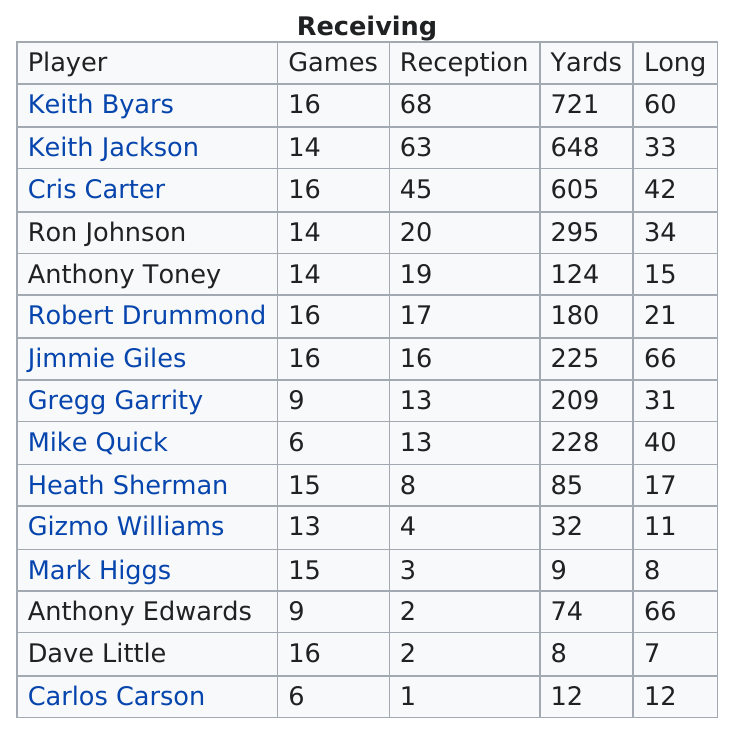 Receiving
Player Games Reception Yards Long
Keith Byars 16 68 721 60
Keith Jackson 14 63 648 33
Cris Carter 16 45 605 42
Ron Johnson 14 20 295 34
Anthony Toney 14 19 124 15
Robert Drummond 16 17 180 21
Jimmie Giles 16 16 225 66
Gregg Garrity 9 13 209 31
Mike Quick 6 13 228 40
Heath Sherman 15 8 85 17
Gizmo Williams 13 4 32 11
Mark Higgs 15 3 9 8
Anthony Edwards 9 2 74 66
Dave Little 16 2 8 7
Carlos Carson 6 1 12 12